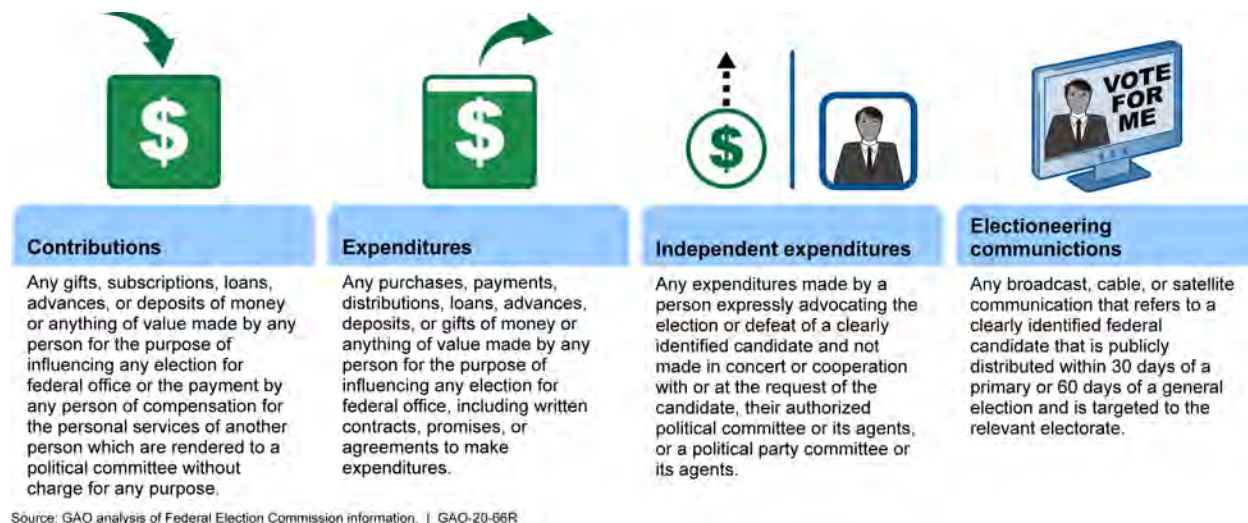 $
$
$
VOTE
FOR
ME
Contributions
Any gifts, subscriptions, loans,
advances, or deposits of money
or anything of value made by any
person for the purpose of
influencing any election for
federal office or the payment by
any person of compensation for
the personal services of another
person which are rendered to a
political committee without
charge for any purpose.
Expenditures
Any purchases, payments,
distributions, loans, advances,
deposits, or gifts of money or
anything of value made by any
person for the purpose of
influencing any election for
federal office, including written
contracts, promises, or
agreements to make
expenditures.
Independent expenditures
Any expenditures made by a
person expressly advocating the
election or defeat of a clearly
identified candidate and not
made in concert or cooperation
with or at the request of the
candidate, their authorized
political committee or its agents,
or a political party committee or
its agents.
Electioneering
communictions
Any broadcast, cable, or satellite
communication that refers to a
clearly identified federal
candidate that is publicly
distributed within 30 days of a
primary or 60 days of a general
election and is targeted to the
relevant electorate.
Source: GAO analysis of Federal Election Commission information. | GAO-20-66R